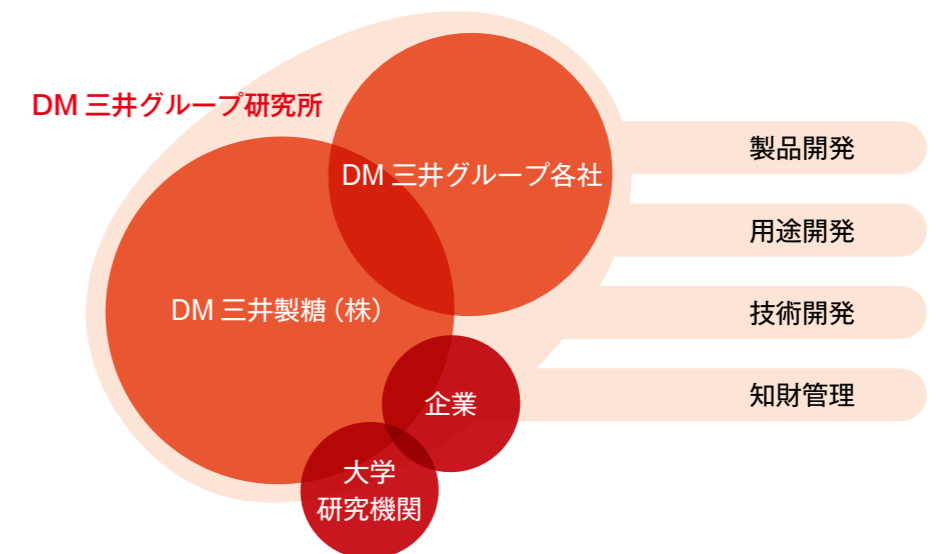 DM 三井グループ研究所
DM 三井グループ各社
DM 三井製糖（株）
企業
大学
研究機関
製品開発
用途開発
技術開発
知財管理